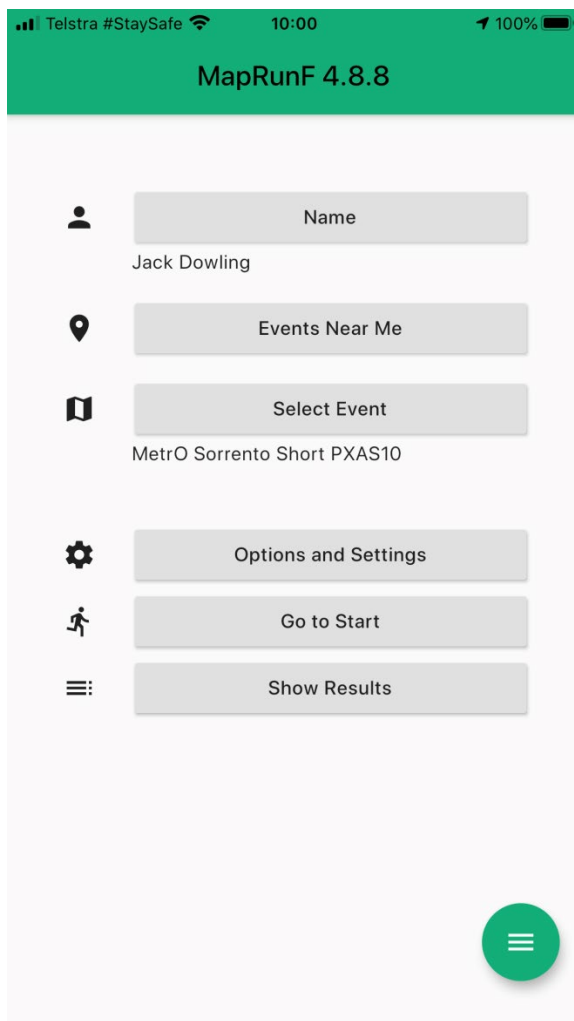 Telstra #StaySafe 10:00 100%
MapRunF 4.8.8
Name
Jack Dowling
Events Near Me
Select Event
MetrO Sorrento Short PXAS10
Options and Settings
Go to Start
Show Results